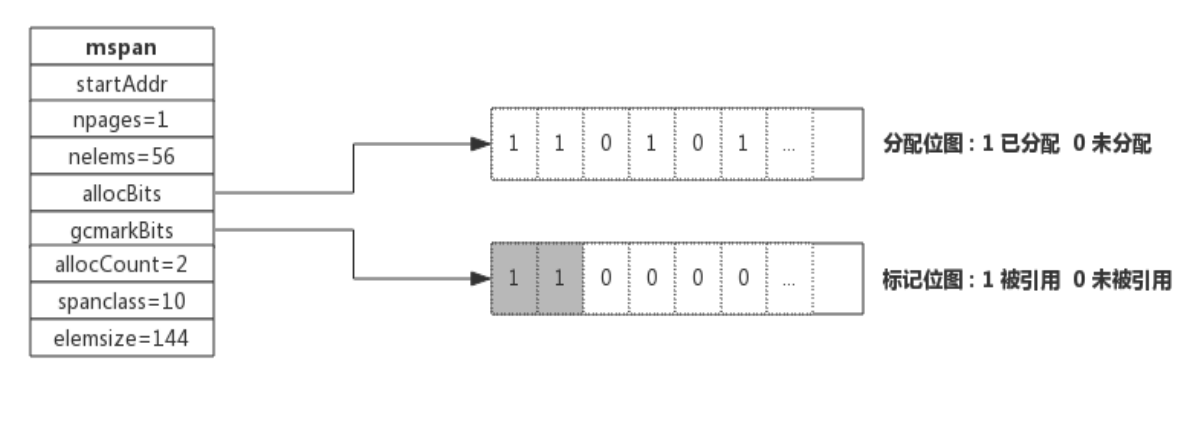 mspan
startAddr
npages=1
nelems=56
allocBits
gcmarkBits
allocCount=2
spanclass=10
elemsize=144
1 1 0 1 0 1 ...
分配位图：1 已分配 0 未分配
1 1 0 0 0 0 ...
标记位图：1 被引用 0 未被引用